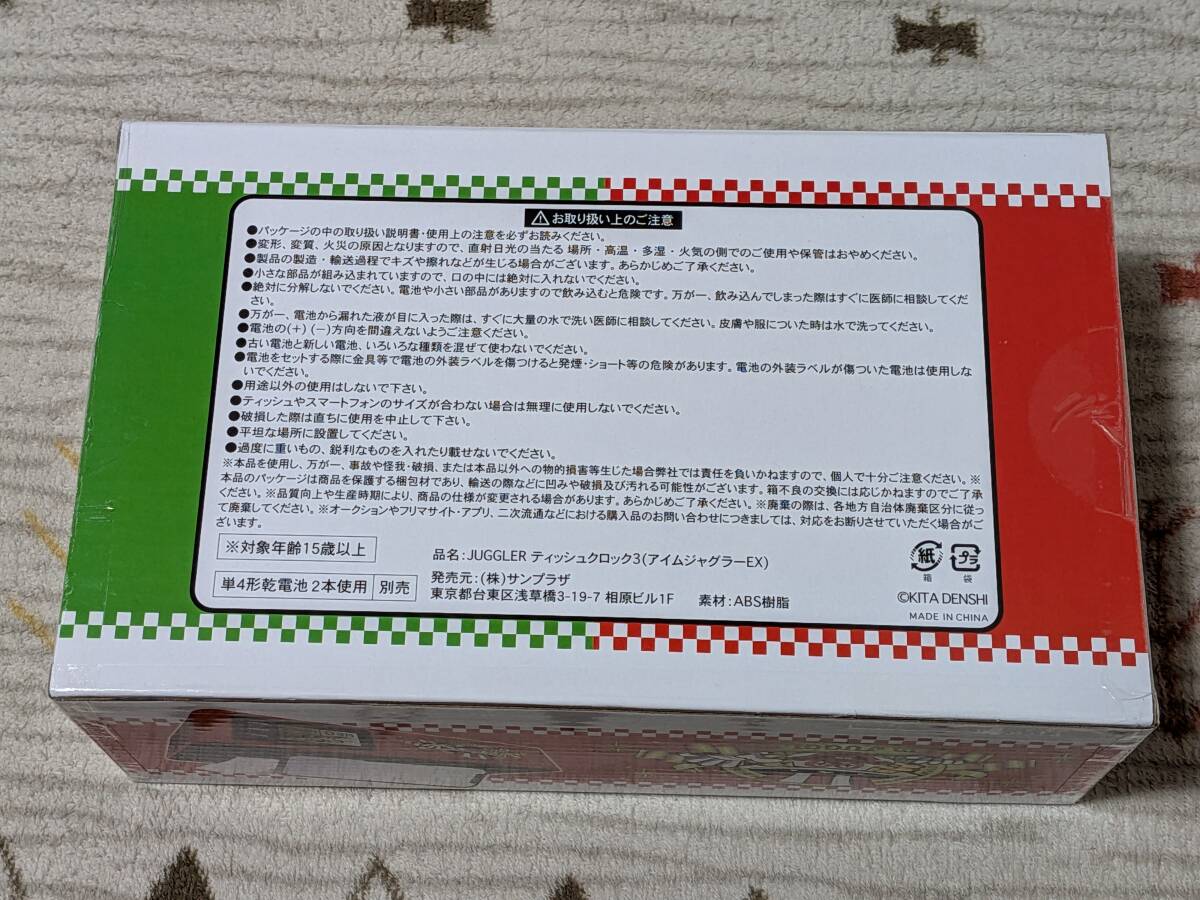 ⚠お取り扱い上のご注意
●パッケージの中の取り扱い説明書・使用上の注意を必ずお読みください。
●変形、変質、火災の原因となりますので、直射日光の当たる 場所・高温・多湿・火気の側でのご使用や保管はおやめください。
●製品の製造・輸送過程でキズや擦れなどが生じる場合がございます。あらかじめご了承ください。
●小さな部品が組み込まれていますので、口の中には絶対に入れないでください。
●絶対に分解しないでください。電池や小さい部品がありますので飲み込むと危険です。万が一、飲み込んでしまった際はすぐに医師に相談してくだ
さい。
●万が一、電池から漏れた液が目に入った際は、すぐに大量の水で洗い医師に相談してください。皮膚や服についた時は水で洗ってください。
●電池の(+)(−)方向を間違えないようご注意ください。
●古い電池と新しい電池、いろいろな種類を混ぜて使わないでください。
●電池をセットする際に金具等で電池の外装ラベルを傷つけると発煙・ショート等の危険があります。電池の外装ラベルが傷ついた電池は使用しな
いでください。
●用途以外の使用はしないで下さい。
●ティッシュやスマートフォンのサイズが合わない場合は無理に使用しないでください。
●破損した際は直ちに使用を中止して下さい。
●平坦な場所に設置してください。
●過度に重いもの、鋭利なものを入れたり載せないでください。
※本品を使用し、万が一、事故や怪我・破損、または本品以外への物的損害等生じた場合弊社では責任を負いかねますので、個人で十分ご注意ください。※
本品のパッケージは商品を保護する梱包材であり、輸送の際などに凹みや破損及び汚れる可能性がございます。箱不良の交換には応じかねますのでご了承
ください。※品質向上や生産時期により、商品の仕様が変更される場合があります。あらかじめご了承ください。※廃棄の際は、各地方自治体廃棄区分に従っ
て廃棄してください。※オークションやフリマサイト・アプリ、二次流通などにおける購入品のお問い合わせにつきましては、対応をお断りさせていただく場合がご
ざいます。
※対象年齢15歳以上
単4形乾電池2本使用 別売
品名:JUGGLER ティッシュクロック3(アイムジャグラーEX)
発売元:(株)サンプラザ
東京都台東区浅草橋3-19-7 相原ビル1F 素材:ABS樹脂
紙 プラ
箱 袋
©KITA DENSHI
MADE IN CHINA